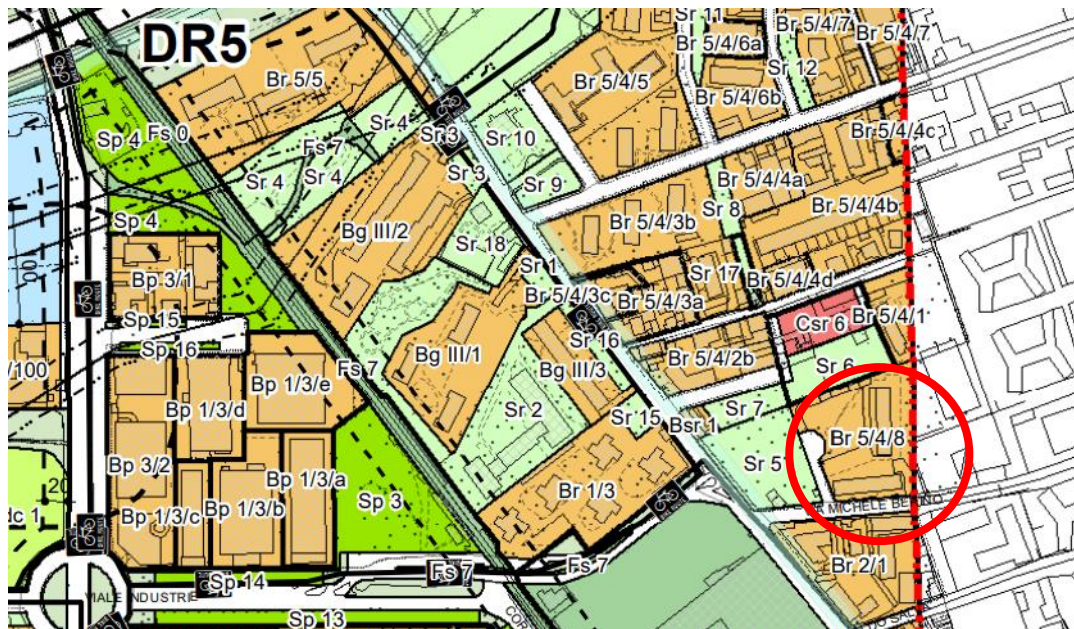 DR5
Sr 11
Br 5/4/6a
Br 5/4/7
Br 5/4/7
Br 5/5
Br 5/4/5
Sr 12
Br 5/4/6b
Sp 4
Fs 0
Sr 4
Sr 3
Sr 10
Br 5/4/4c
Fs 7
Sr 4
Sr 4
Sr 3
Sr 9
Br 5/4/4a
Sp 4
Sr 8
Br 5/4/4b
Bg III/2
Br 5/4/3b
Sr 18
Sr 1
Sr 17
Br 5/4/4d
Bp 3/1
Br 5/4/3c
Br 5/4/3a
Br 5/4/1
Sp 15
Csr 6
Sp 16
Sr 16
Bg III/1
Br 5/4/2b
/100
Bp 1/3/e
Fs 7
Bg III/3
Sr 6
Bp 1/3/d
Sr 2
Sr 15
Sr 7
Bsr 1
Br 5/4/8
Bp 3/2
Bp 1/3/a
Sr 5
Br 1/3
Sp 3
20
dc 1
Bp 1/3/c
Bp 1/3/b
Br 2/1
Sp 14
Fs 7
Fs 7
VIALE INDUSTRIE
Sp 13